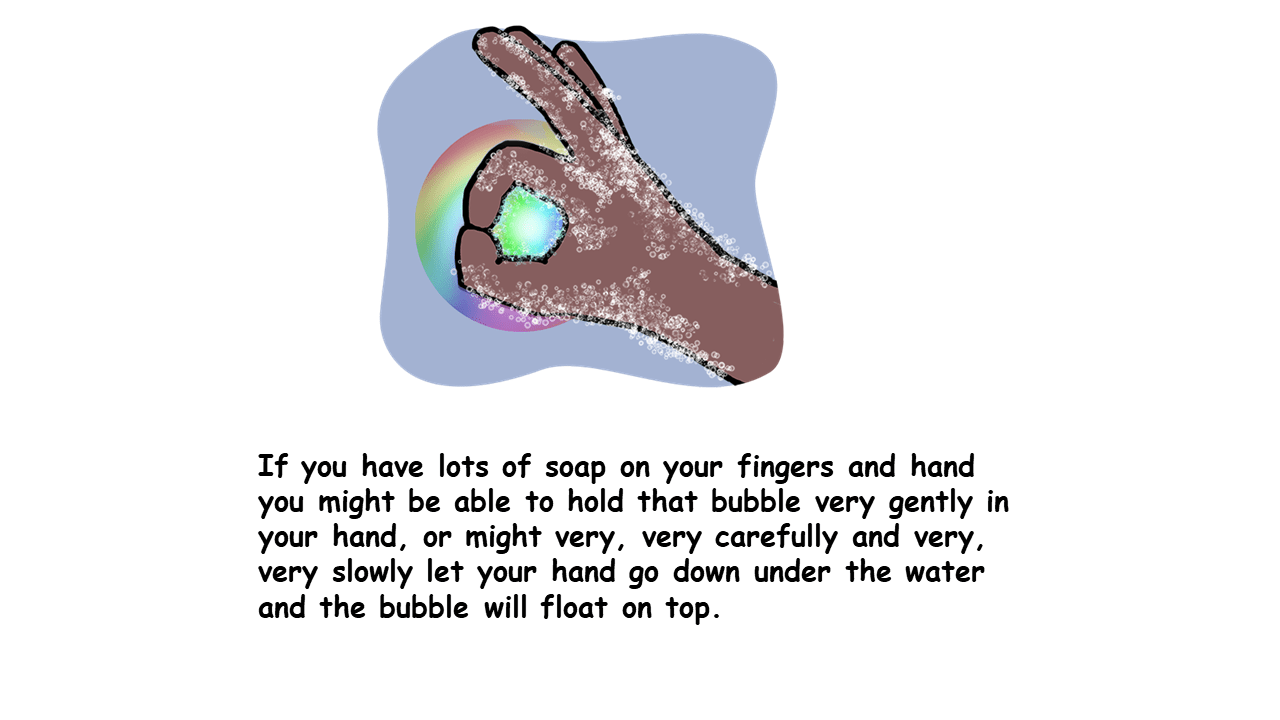 If you have lots of soap on your fingers and hand
you might be able to hold that bubble very gently in
your hand, or might very, very carefully and very,
very slowly let your hand go down under the water
and the bubble will float on top.